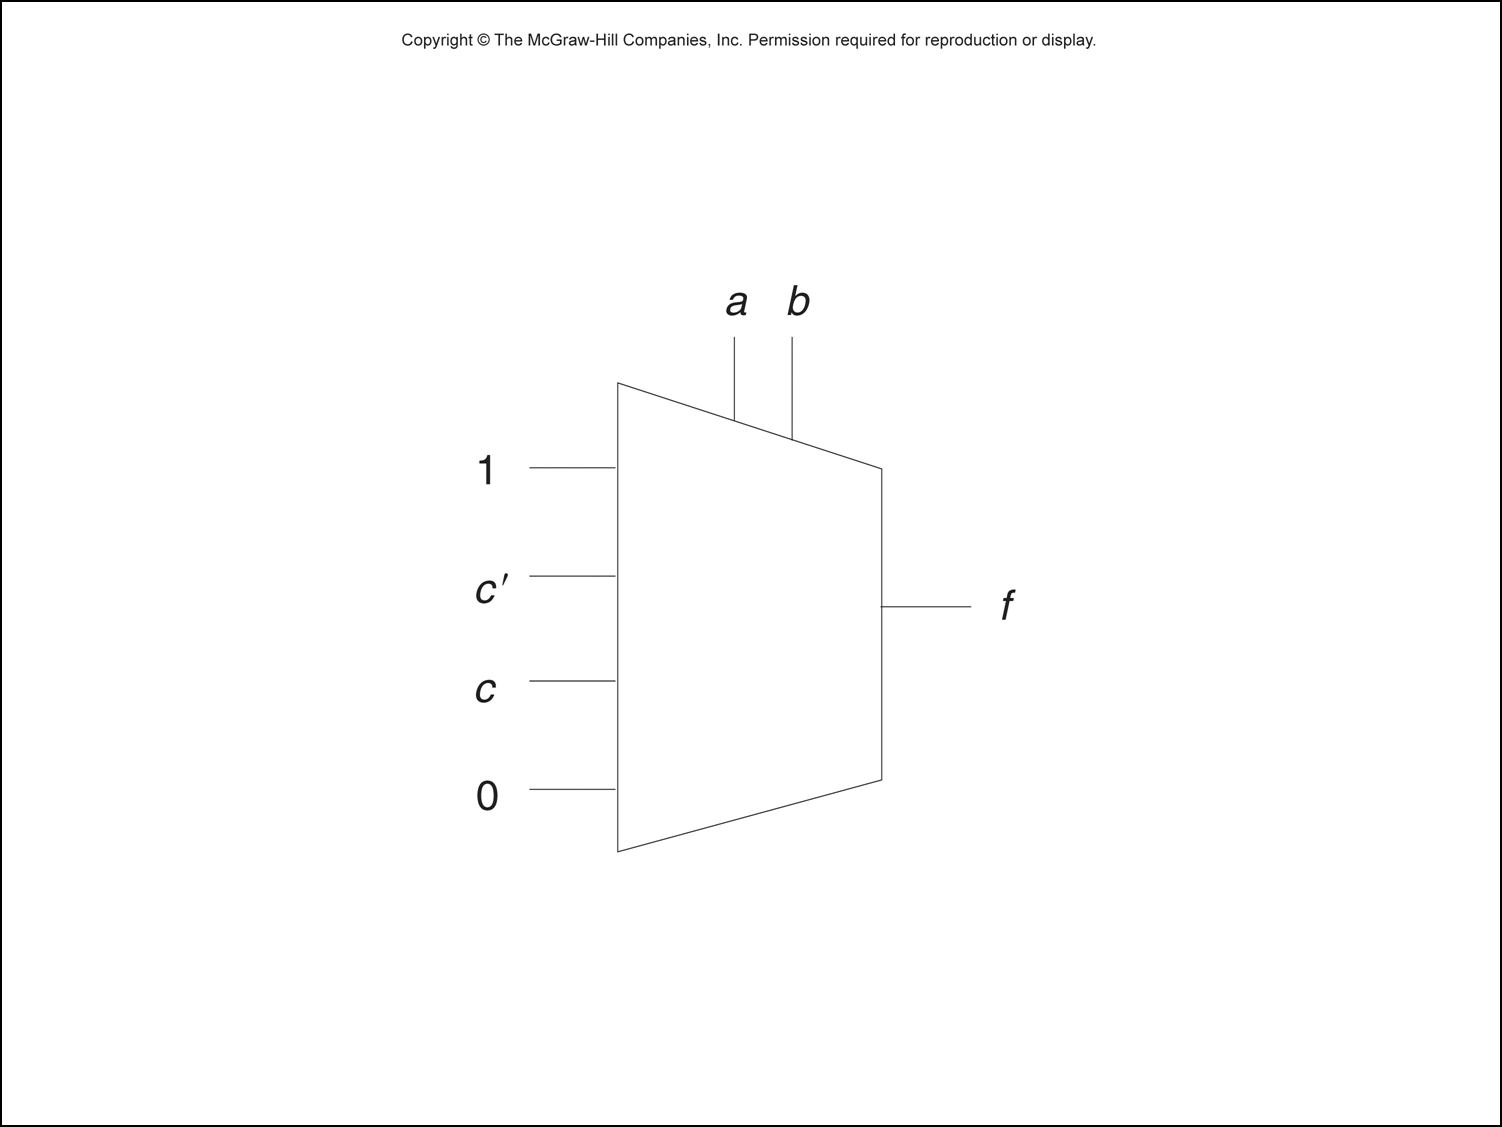 Copyright © The McGraw-Hill Companies, Inc. Permission required for reproduction or display.
a b
1
c′
c
0
f